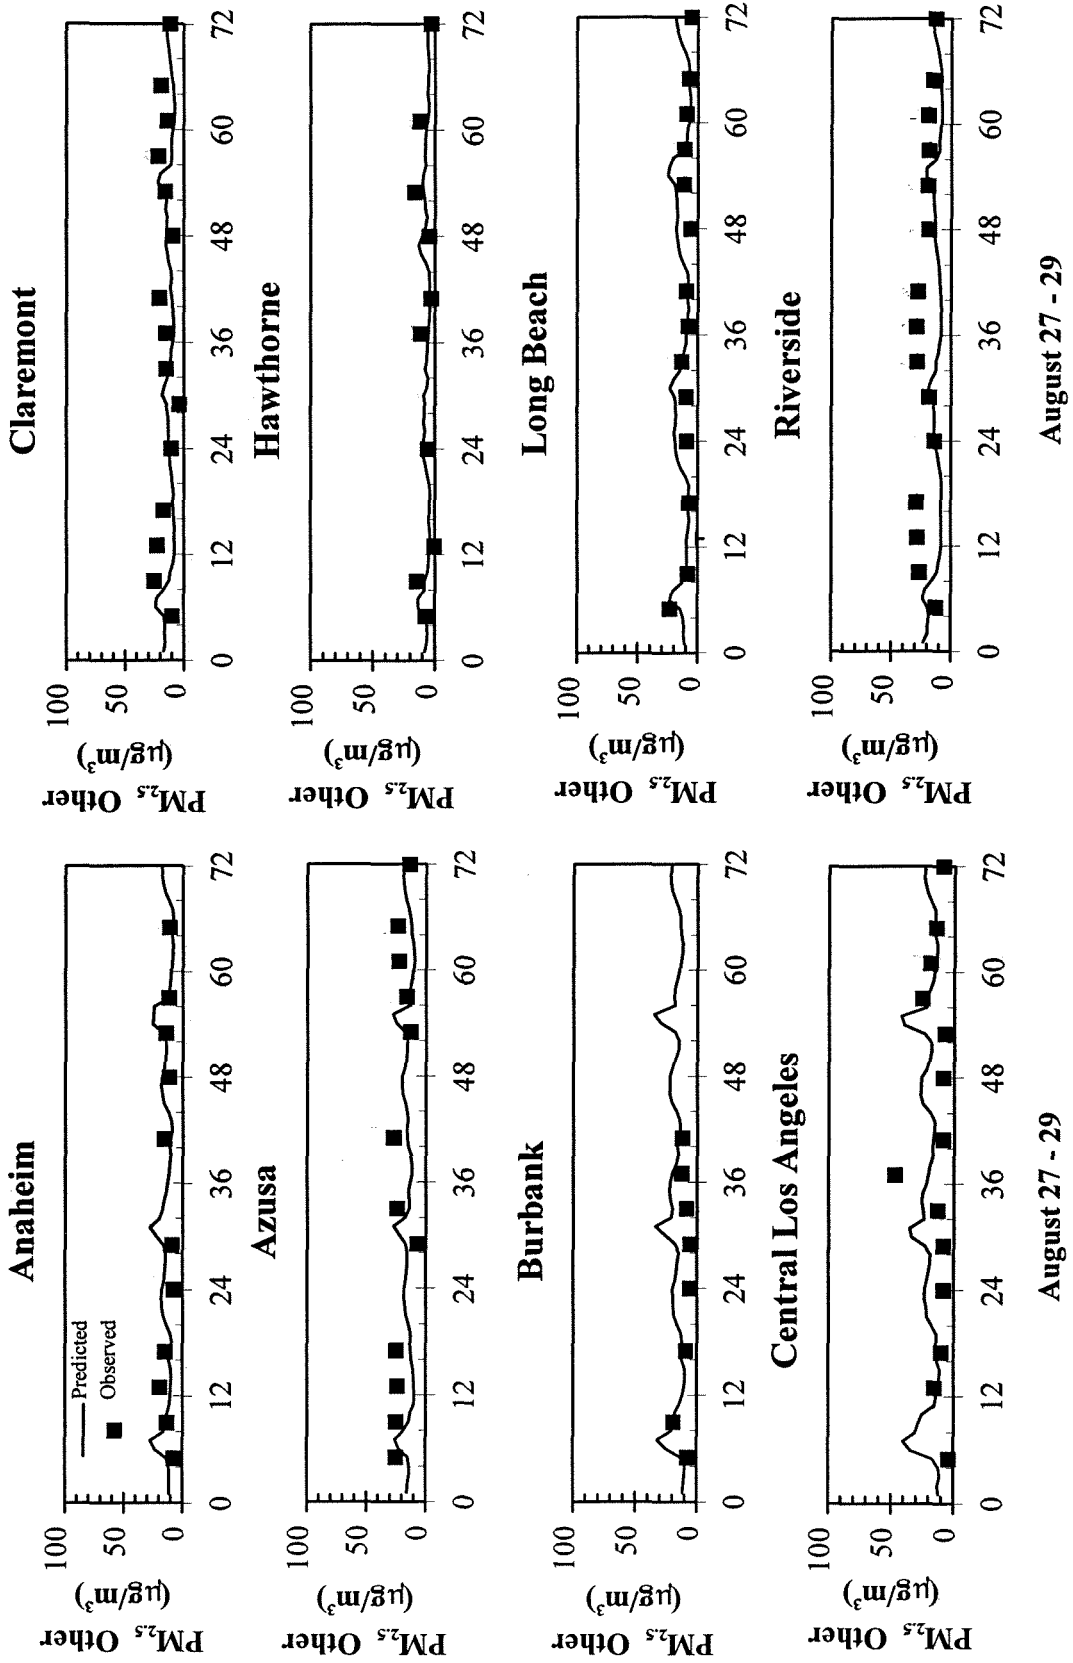 Anaheim
PM2.5 Other
(μg/m3)
100
50
0
Predicted
Observed
0 12 24 36 48 60 72
Claremont
PM2.5 Other
(μg/m3)
100
50
0
0 12 24 36 48 60 72
Azusa
PM2.5 Other
(μg/m3)
100
50
0
0 12 24 36 48 60 72
Hawthorne
PM2.5 Other
(μg/m3)
100
50
0
0 12 24 36 48 60 72
Burbank
PM2.5 Other
(μg/m3)
100
50
0
0 12 24 36 48 60 72
Long Beach
PM2.5 Other
(μg/m3)
100
50
0
0 12 24 36 48 60 72
Central Los Angeles
PM2.5 Other
(μg/m3)
100
50
0
0 12 24 36 48 60 72
August 27 - 29
Riverside
PM2.5 Other
(μg/m3)
100
50
0
0 12 24 36 48 60 72
August 27 - 29